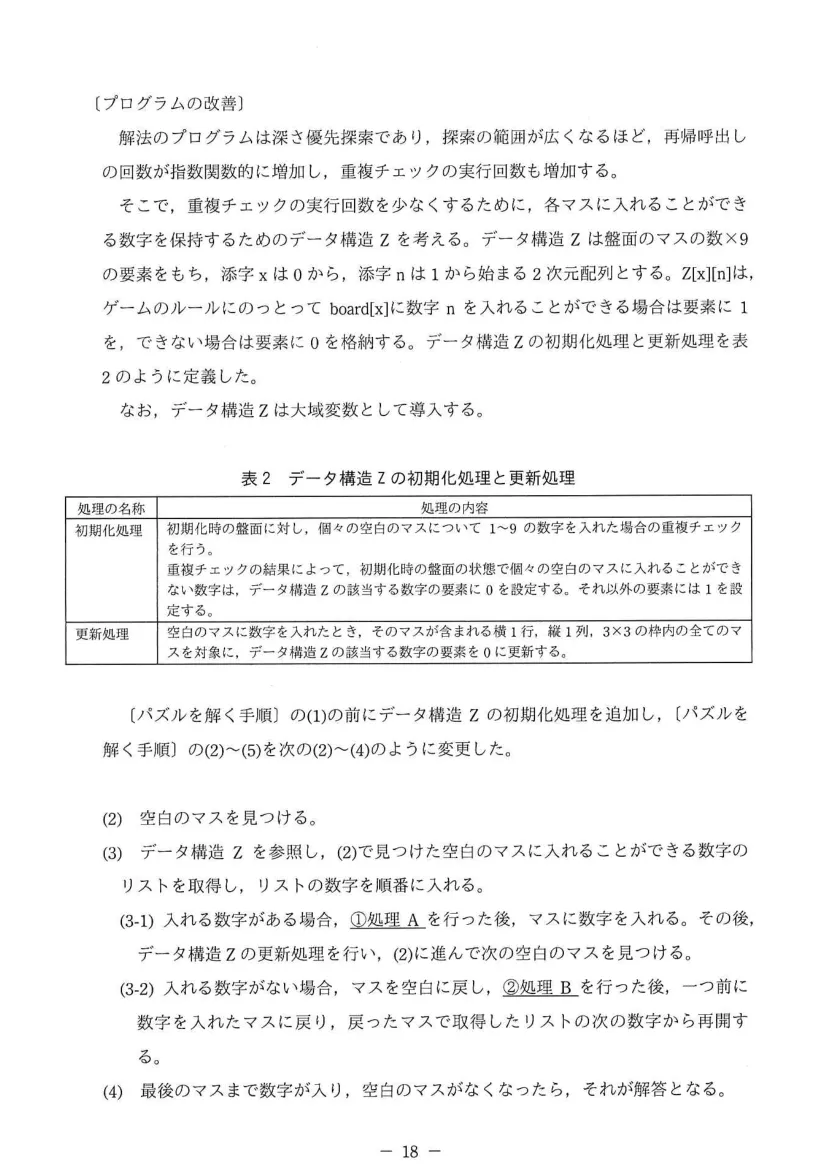 〔プログラムの改善〕
解法のプログラムは深さ優先探索であり，探索の範囲が広くなるほど，再帰呼出し
の回数が指数関数的に増加し，重複チェックの実行回数も増加する。
そこで，重複チェックの実行回数を少なくするために，各マスに入れることができ
る数字を保持するためのデータ構造 Z を考える。データ構造 Z は盤面のマスの数×9
の要素をもち，添字 x は 0 から，添字 n は 1 から始まる 2 次元配列とする。Z[x][n]は，
ゲームのルールにのっとって board[x]に数字 n を入れることができる場合は要素に 1
を，できない場合は要素に 0 を格納する。データ構造 Z の初期化処理と更新処理を表
2 のように定義した。
なお，データ構造 Z は大域変数として導入する。
表 2　データ構造 Z の初期化処理と更新処理
処理の名称 処理の内容
初期化処理 初期化時の盤面に対し，個々の空白のマスについて 1～9 の数字を入れた場合の重複チェック
を行う。
重複チェックの結果によって，初期化時の盤面の状態で個々の空白のマスに入れることができ
ない数字は，データ構造 Z の該当する数字の要素に 0 を設定する。それ以外の要素には 1 を設
定する。
更新処理 空白のマスに数字を入れたとき，そのマスが含まれる横 1 行，縦 1 列，3×3 の枠内の全てのマ
スを対象に，データ構造 Z の該当する数字の要素を 0 に更新する。
〔パズルを解く手順〕の(1)の前にデータ構造 Z の初期化処理を追加し，〔パズルを
解く手順〕の(2)～(5)を次の(2)～(4)のように変更した。
(2)　空白のマスを見つける。
(3)　データ構造 Z を参照し，(2)で見つけた空白のマスに入れることができる数字の
リストを取得し，リストの数字を順番に入れる。
(3-1) 入れる数字がある場合，①処理 A を行った後，マスに数字を入れる。その後，
データ構造 Z の更新処理を行い，(2)に進んで次の空白のマスを見つける。
(3-2) 入れる数字がない場合，マスを空白に戻し，②処理 B を行った後，一つ前に
数字を入れたマスに戻り，戻ったマスで取得したリストの次の数字から再開す
る。
(4)　最後のマスまで数字が入り，空白のマスがなくなったら，それが解答となる。
－ 18 －